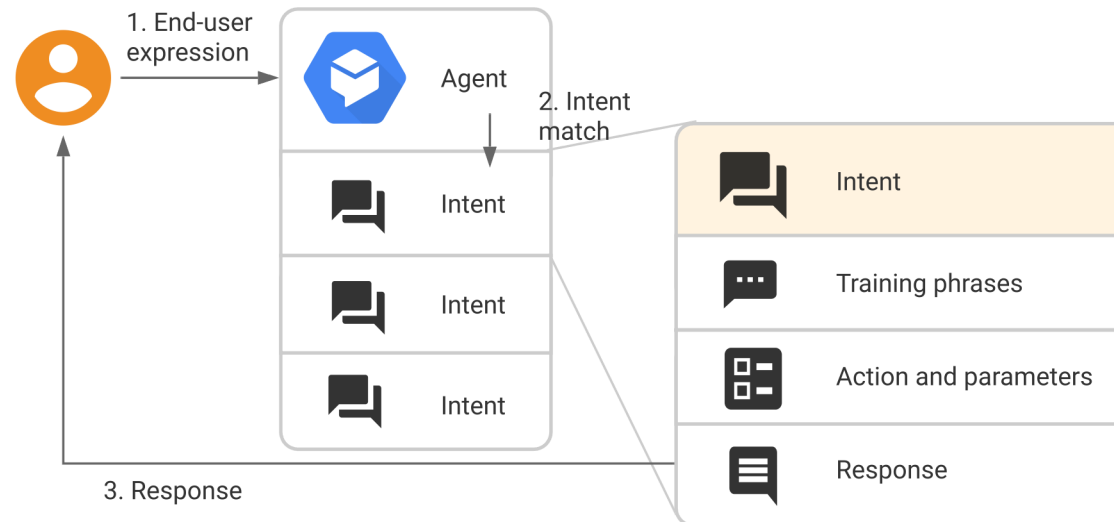 1. End-user
expression
Agent
2. Intent
match
Intent
Intent
Intent
Intent
Training phrases
Action and parameters
Response
3. Response